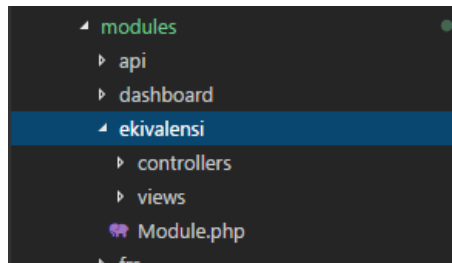 modules
api
dashboard
ekivalensi
controllers
views
Module.php